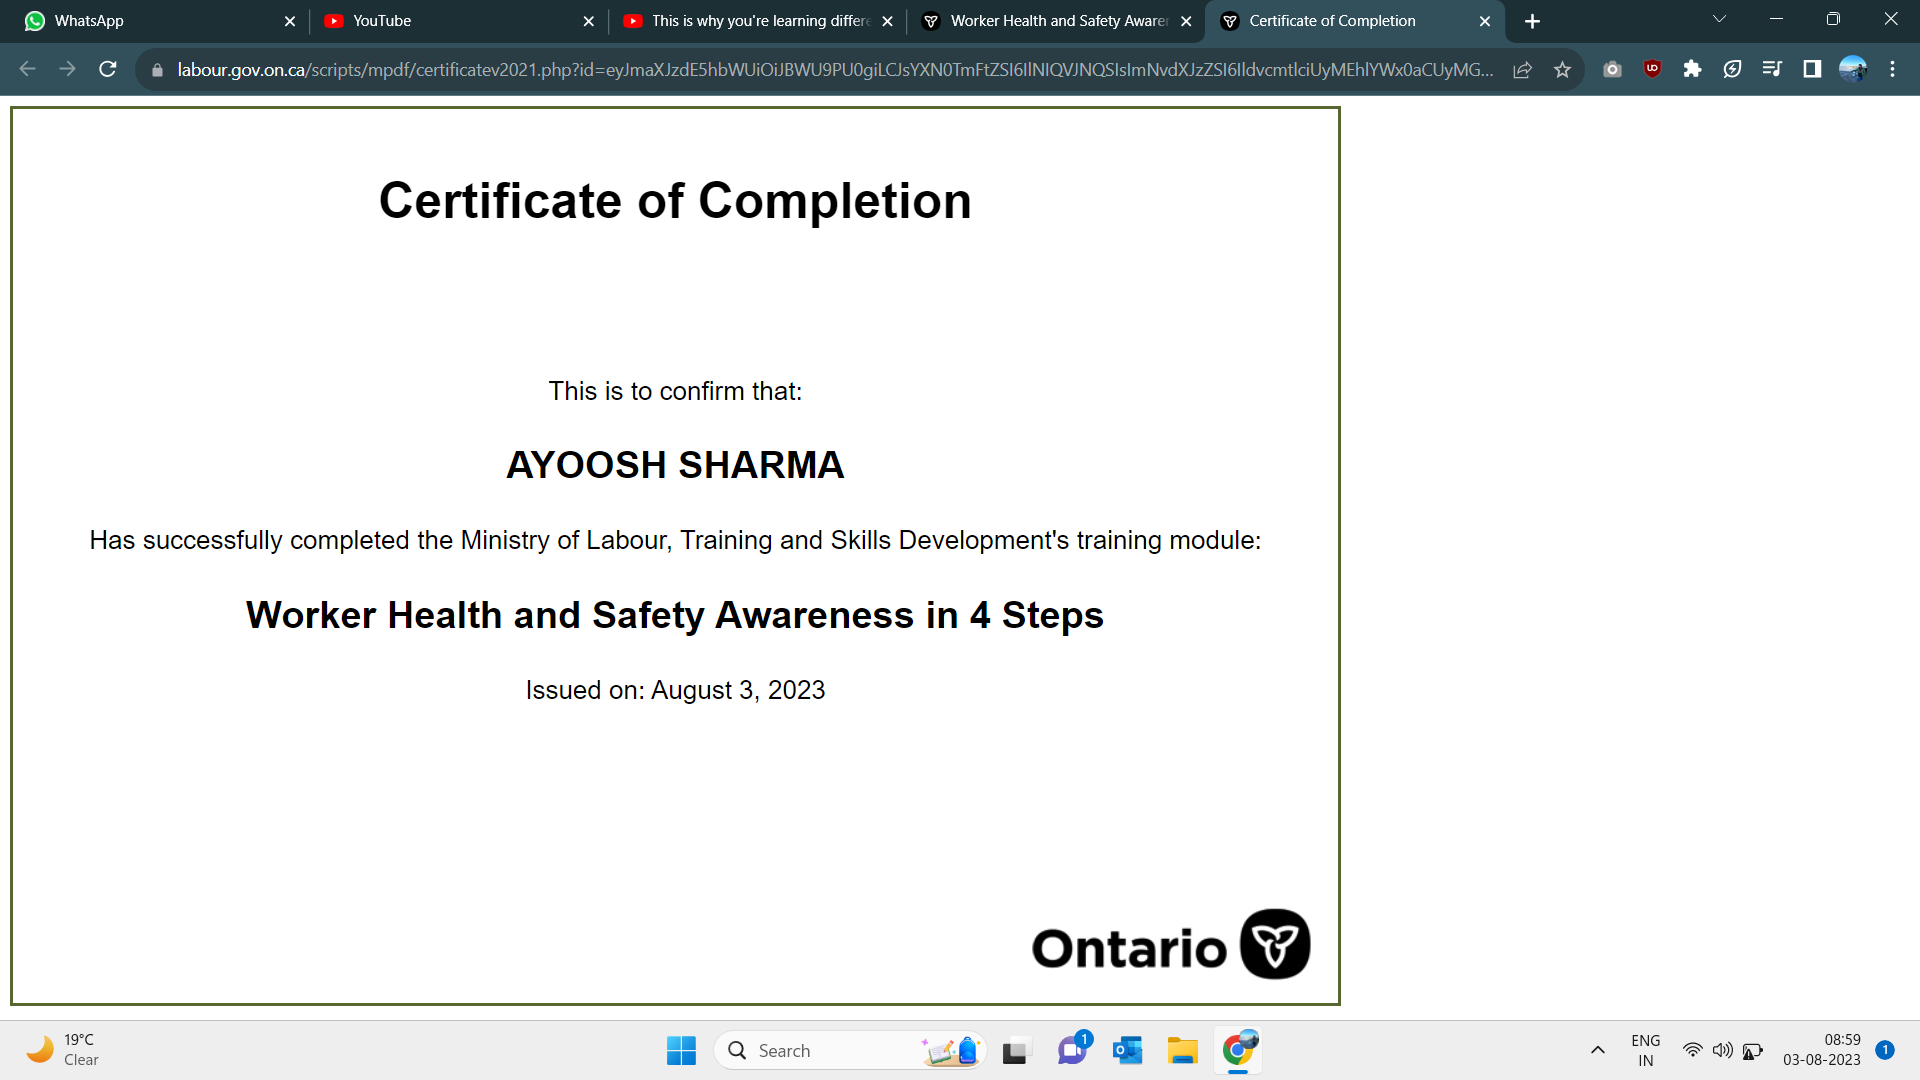 WhatsApp
YouTube
This is why you're learning differe
Worker Health and Safety Awaren
Certificate of Completion
labour.gov.on.ca/scripts/mpdf/certificatev2021.php?id=eyJmaXJzdE5hbWUiOiJBWU9PU0giLCJsYXN0TmFtZSI6IlNIQVJNQSIsImNvdXJzZSI6IldvcmtlciUyMEhlYWx0aCUyMG...
Certificate of Completion
This is to confirm that:
AYOOSH SHARMA
Has successfully completed the Ministry of Labour, Training and Skills Development's training module:
Worker Health and Safety Awareness in 4 Steps
Issued on: August 3, 2023
Ontario
19°C
Clear
Search
1
ENG
IN
08:59
03-08-2023
1